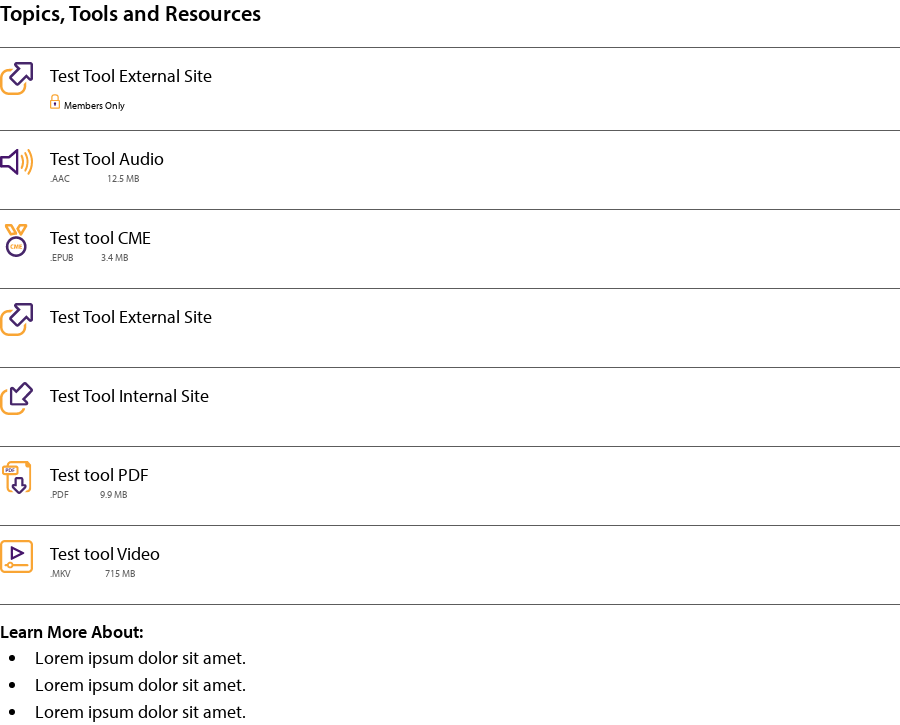 Topics, Tools and Resources
Test Tool External Site
Members Only
Test Tool Audio
.AAC 12.5 MB
CME
Test tool CME
.EPUB 3.4 MB
Test Tool External Site
Test Tool Internal Site
PDF
Test tool PDF
.PDF 9.9 MB
Test tool Video
.MKV 715 MB
Learn More About:
• Lorem ipsum dolor sit amet.
• Lorem ipsum dolor sit amet.
• Lorem ipsum dolor sit amet.